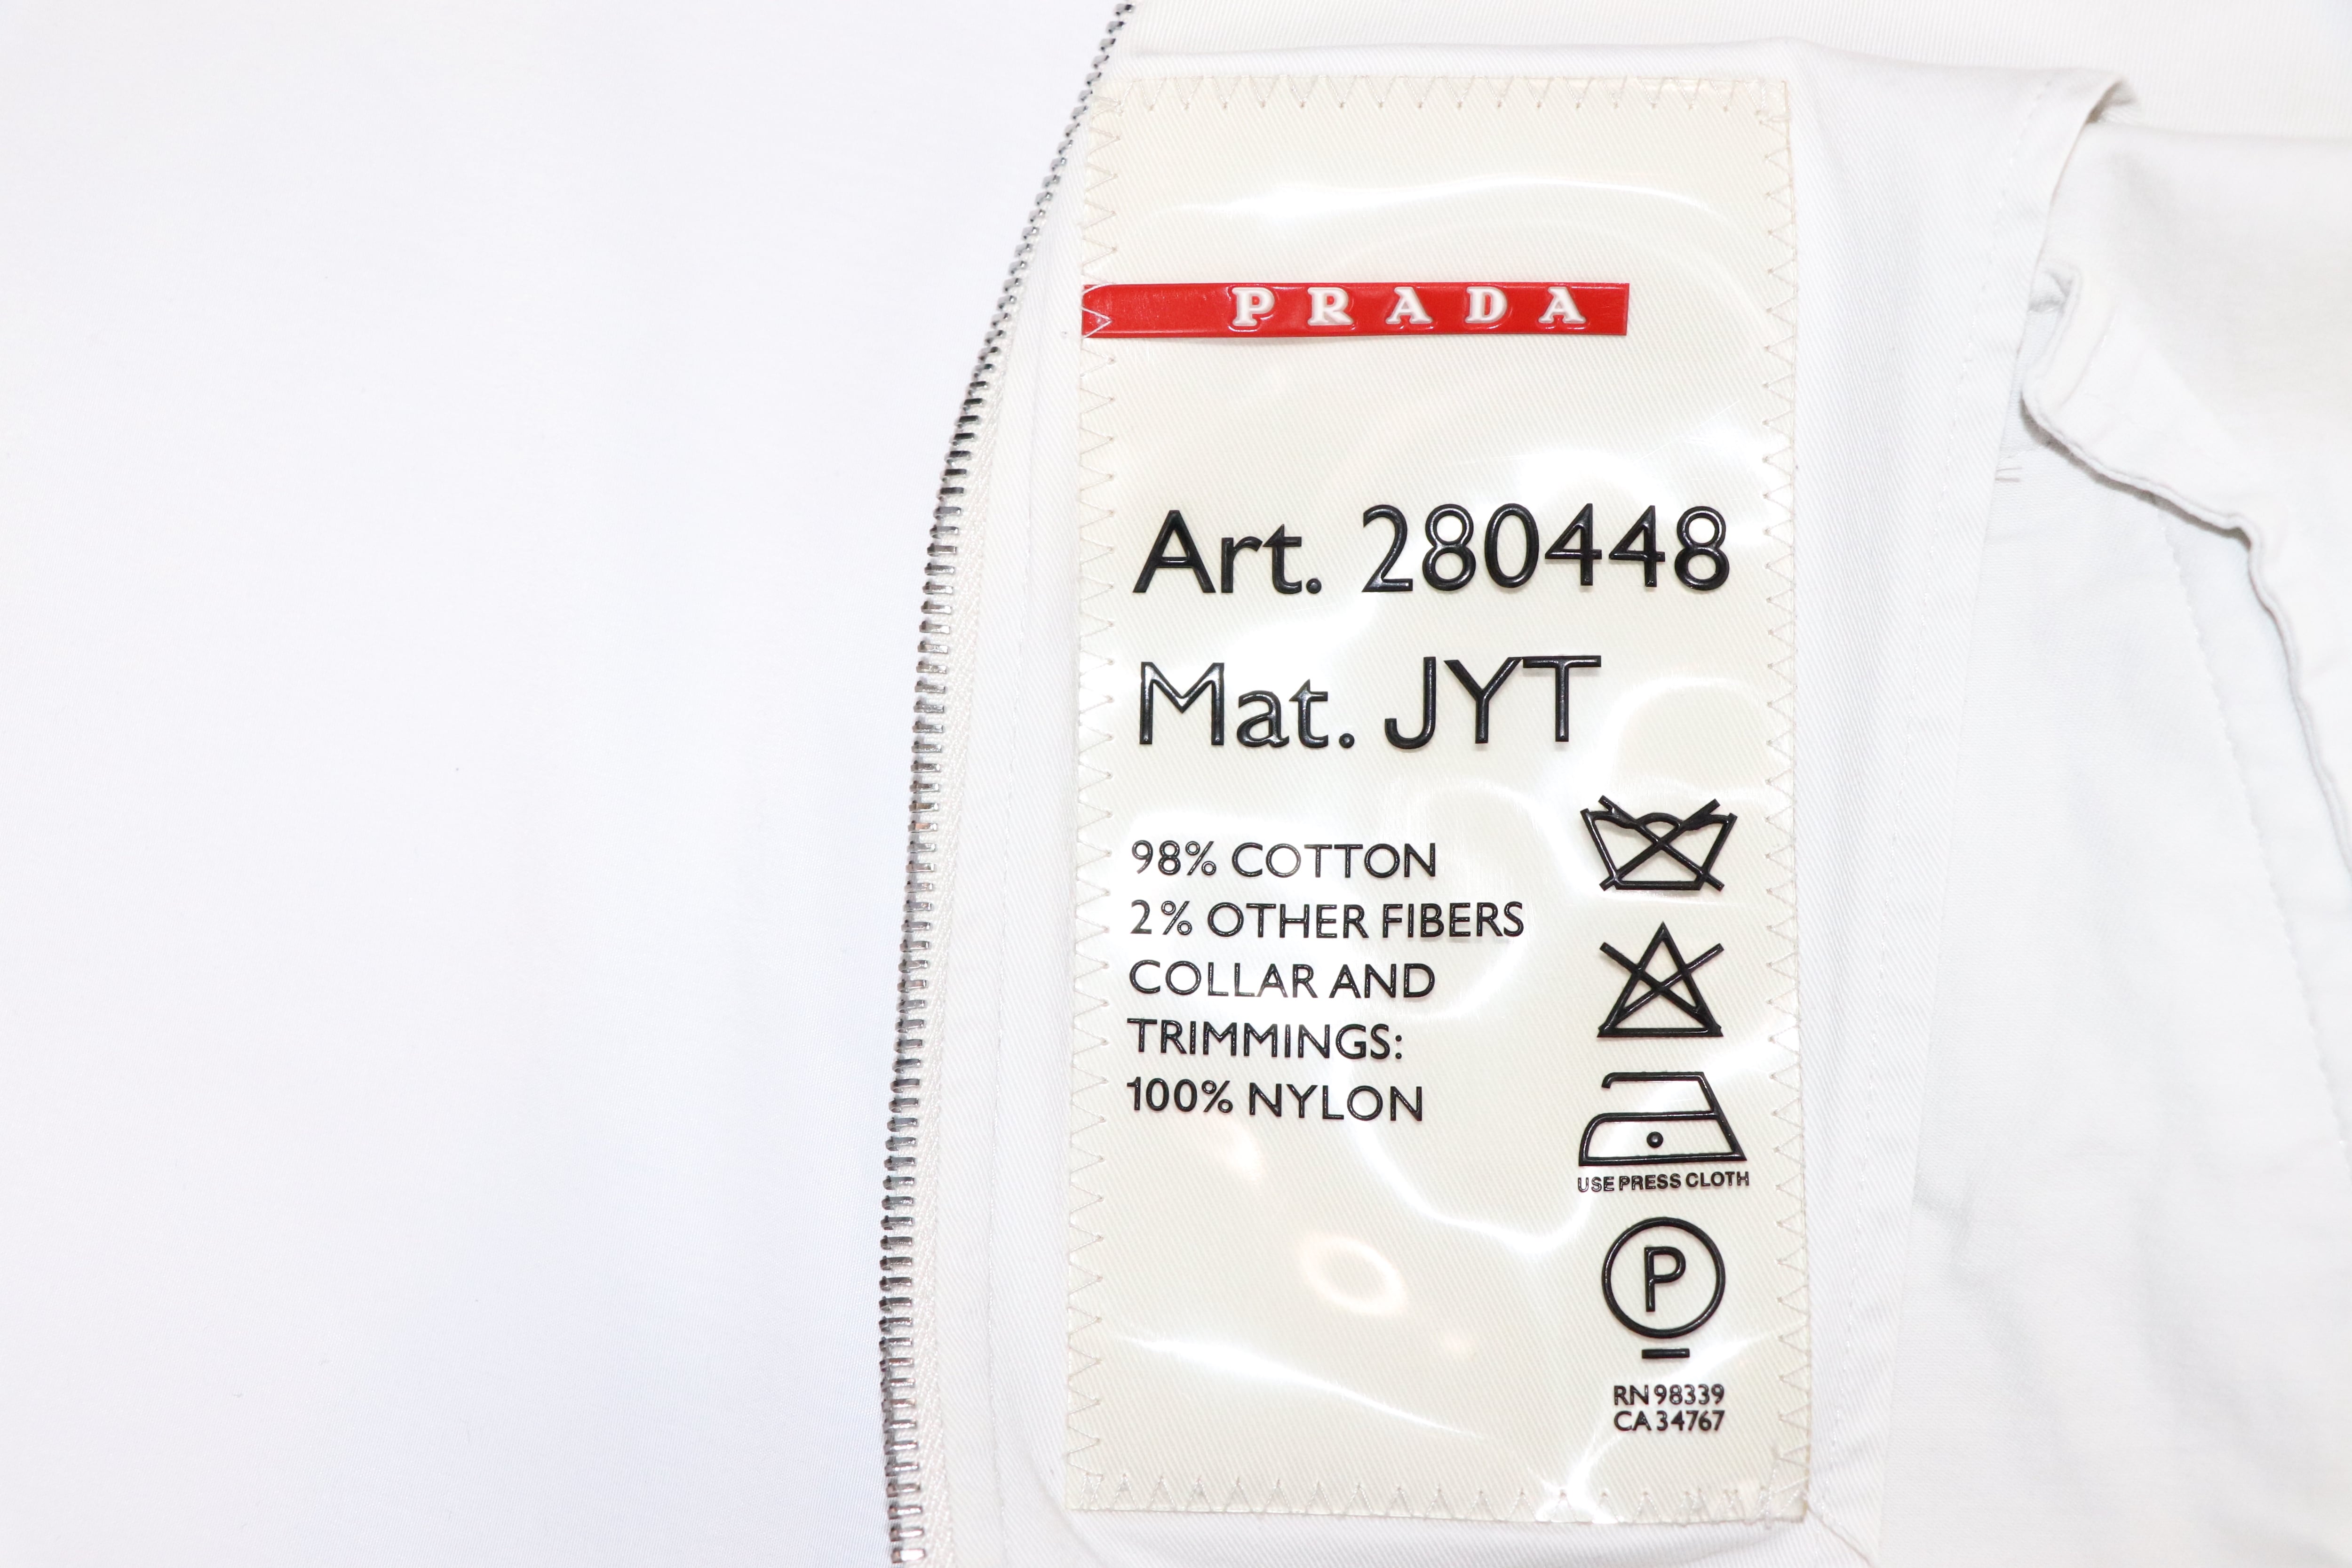 PRADA
Art. 280448
Mat. JYT
98% COTTON
2% OTHER FIBERS
COLLAR AND
TRIMMINGS:
100% NYLON
USE PRESS CLOTH
P
RN 98339
CA 34767